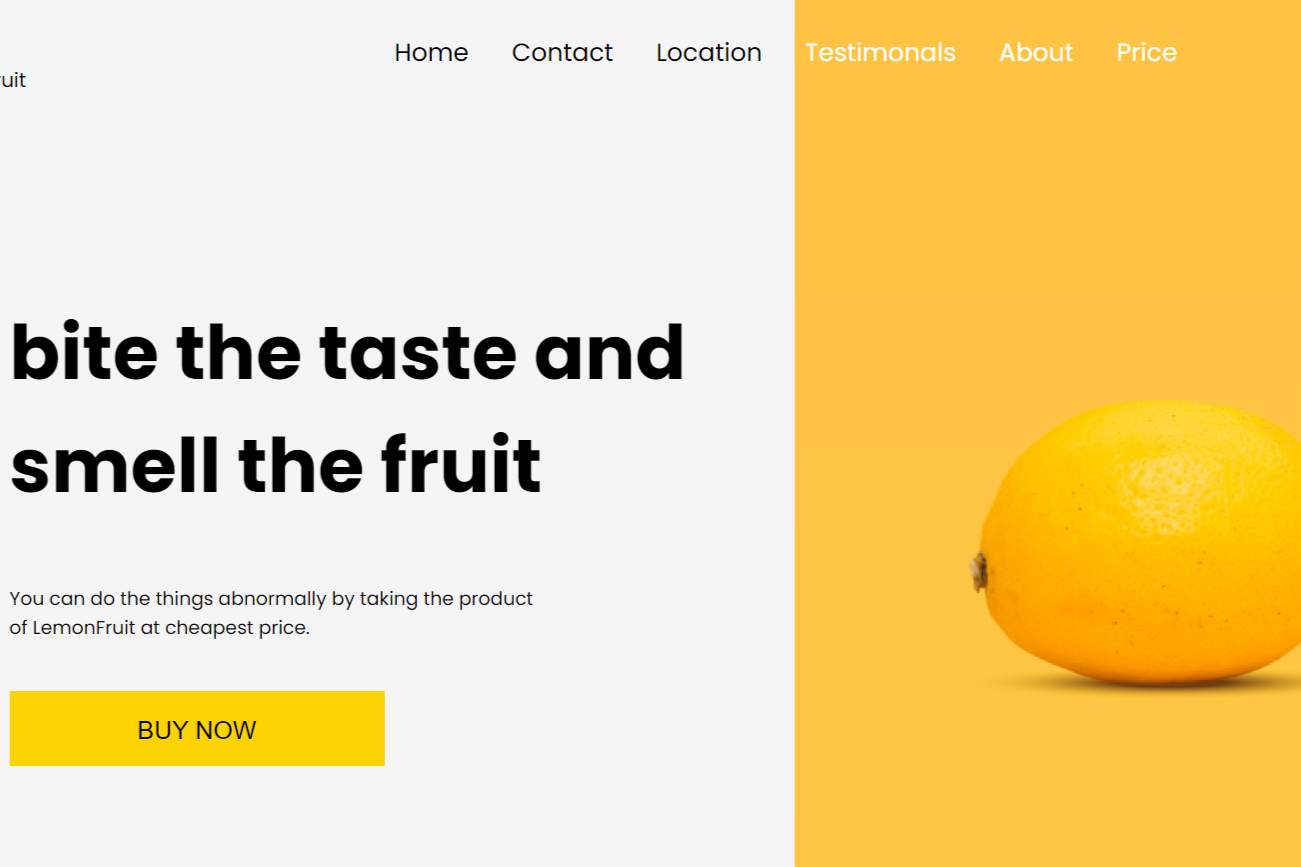 Home Contact Location Testimonals About Price
uit
bite the taste and
smell the fruit
You can do the things abnormally by taking the product
of LemonFruit at cheapest price.
BUY NOW